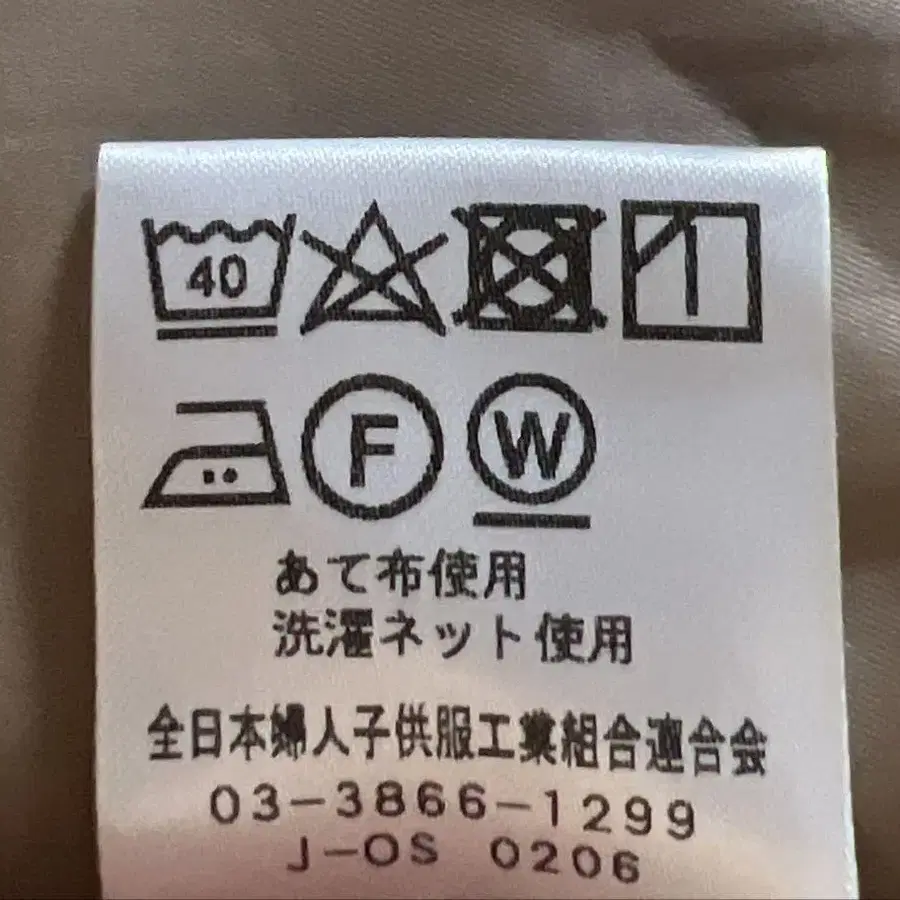 40
F W
あて布使用
洗濯ネット使用
全日本婦人子供服工業組合連合会
03-3866-1299
J-OS 0206